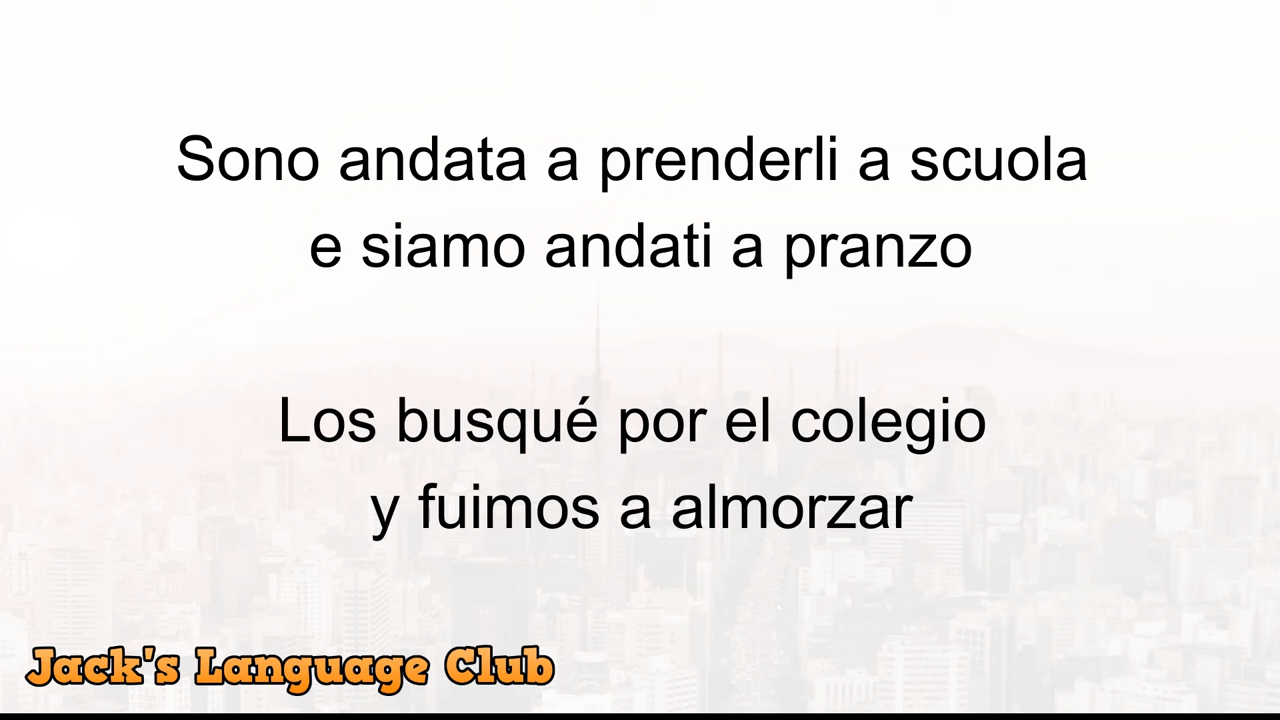 Sono andata a prenderli a scuola
e siamo andati a pranzo
Los busqué por el colegio
y fuimos a almorzar
Jack's Language Club